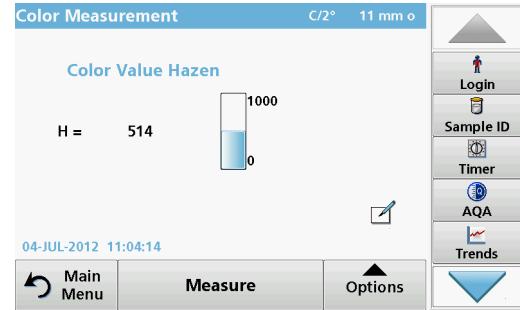 Color Measurement C/2° 11 mm o
Color Value Hazen
1000
H = 514
0
04-JUL-2012 11:04:14
Main
Menu
Measure
Options
Login
Sample ID
Timer
AQA
Trends